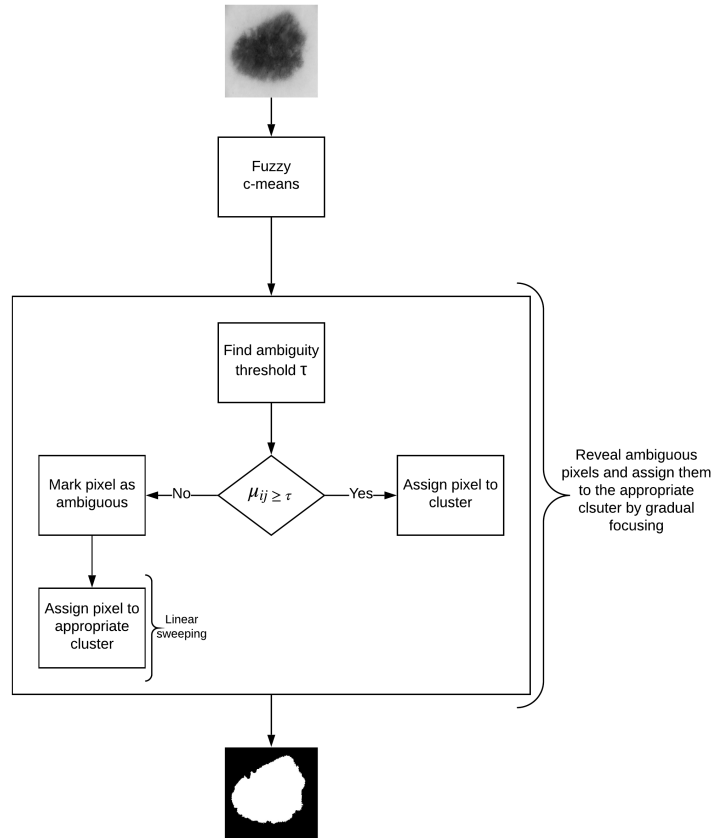 Fuzzy
c-means
Find ambiguity
threshold τ
Mark pixel as
ambiguous
No
μij ≥ τ
Yes
Assign pixel to
cluster
Reveal ambiguous
pixels and assign them
to the appropriate
clsuter by gradual
focusing
Assign pixel to
appropriate
cluster
Linear
sweeping